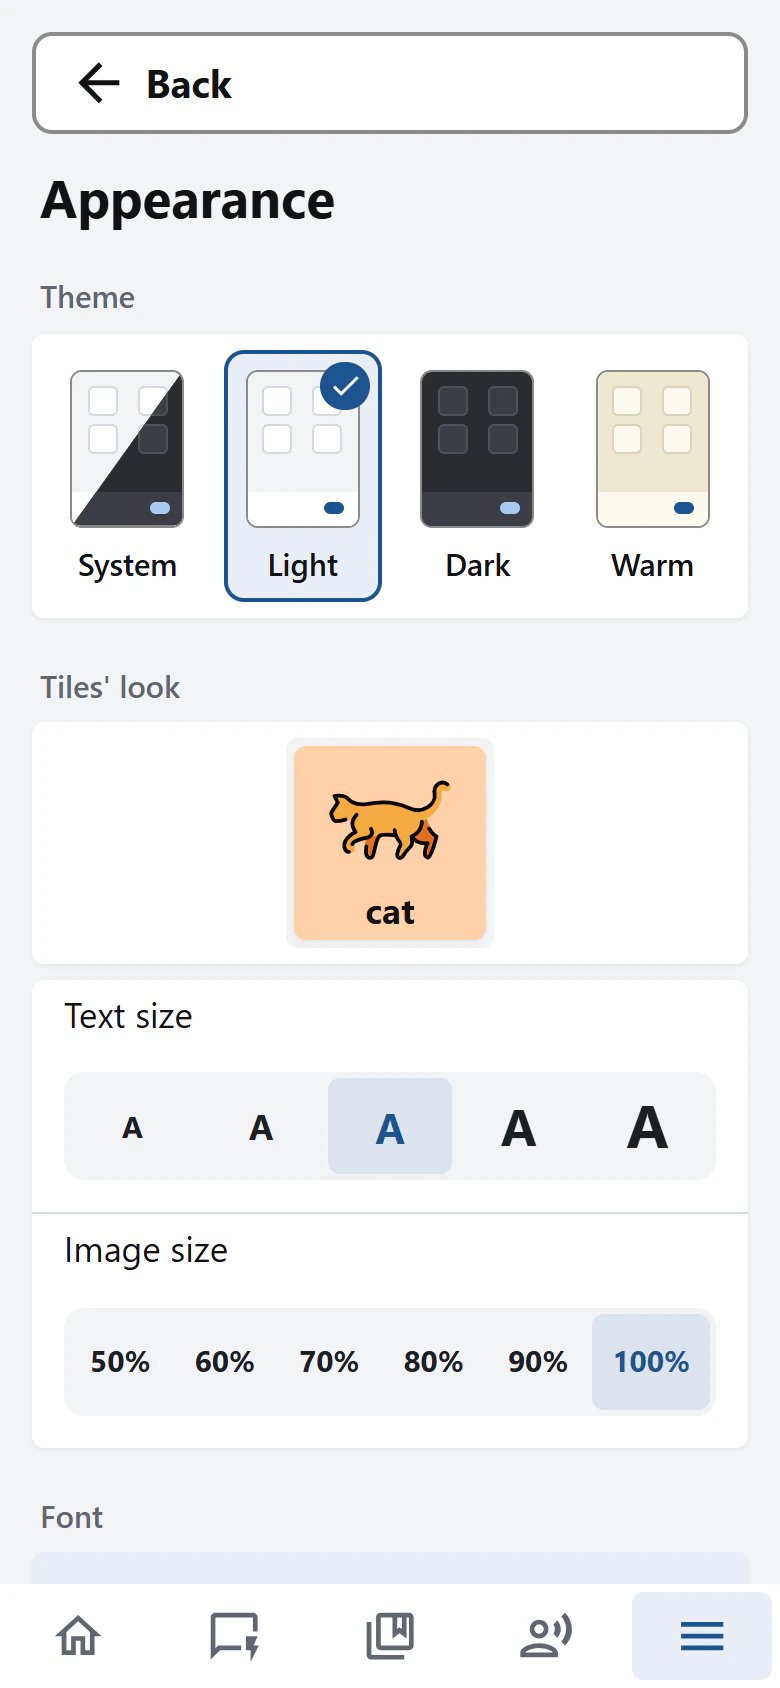 Back
Appearance
Theme
System Light Dark Warm
Tiles' look
cat
Text size
A A A A A
Image size
50% 60% 70% 80% 90% 100%
Font